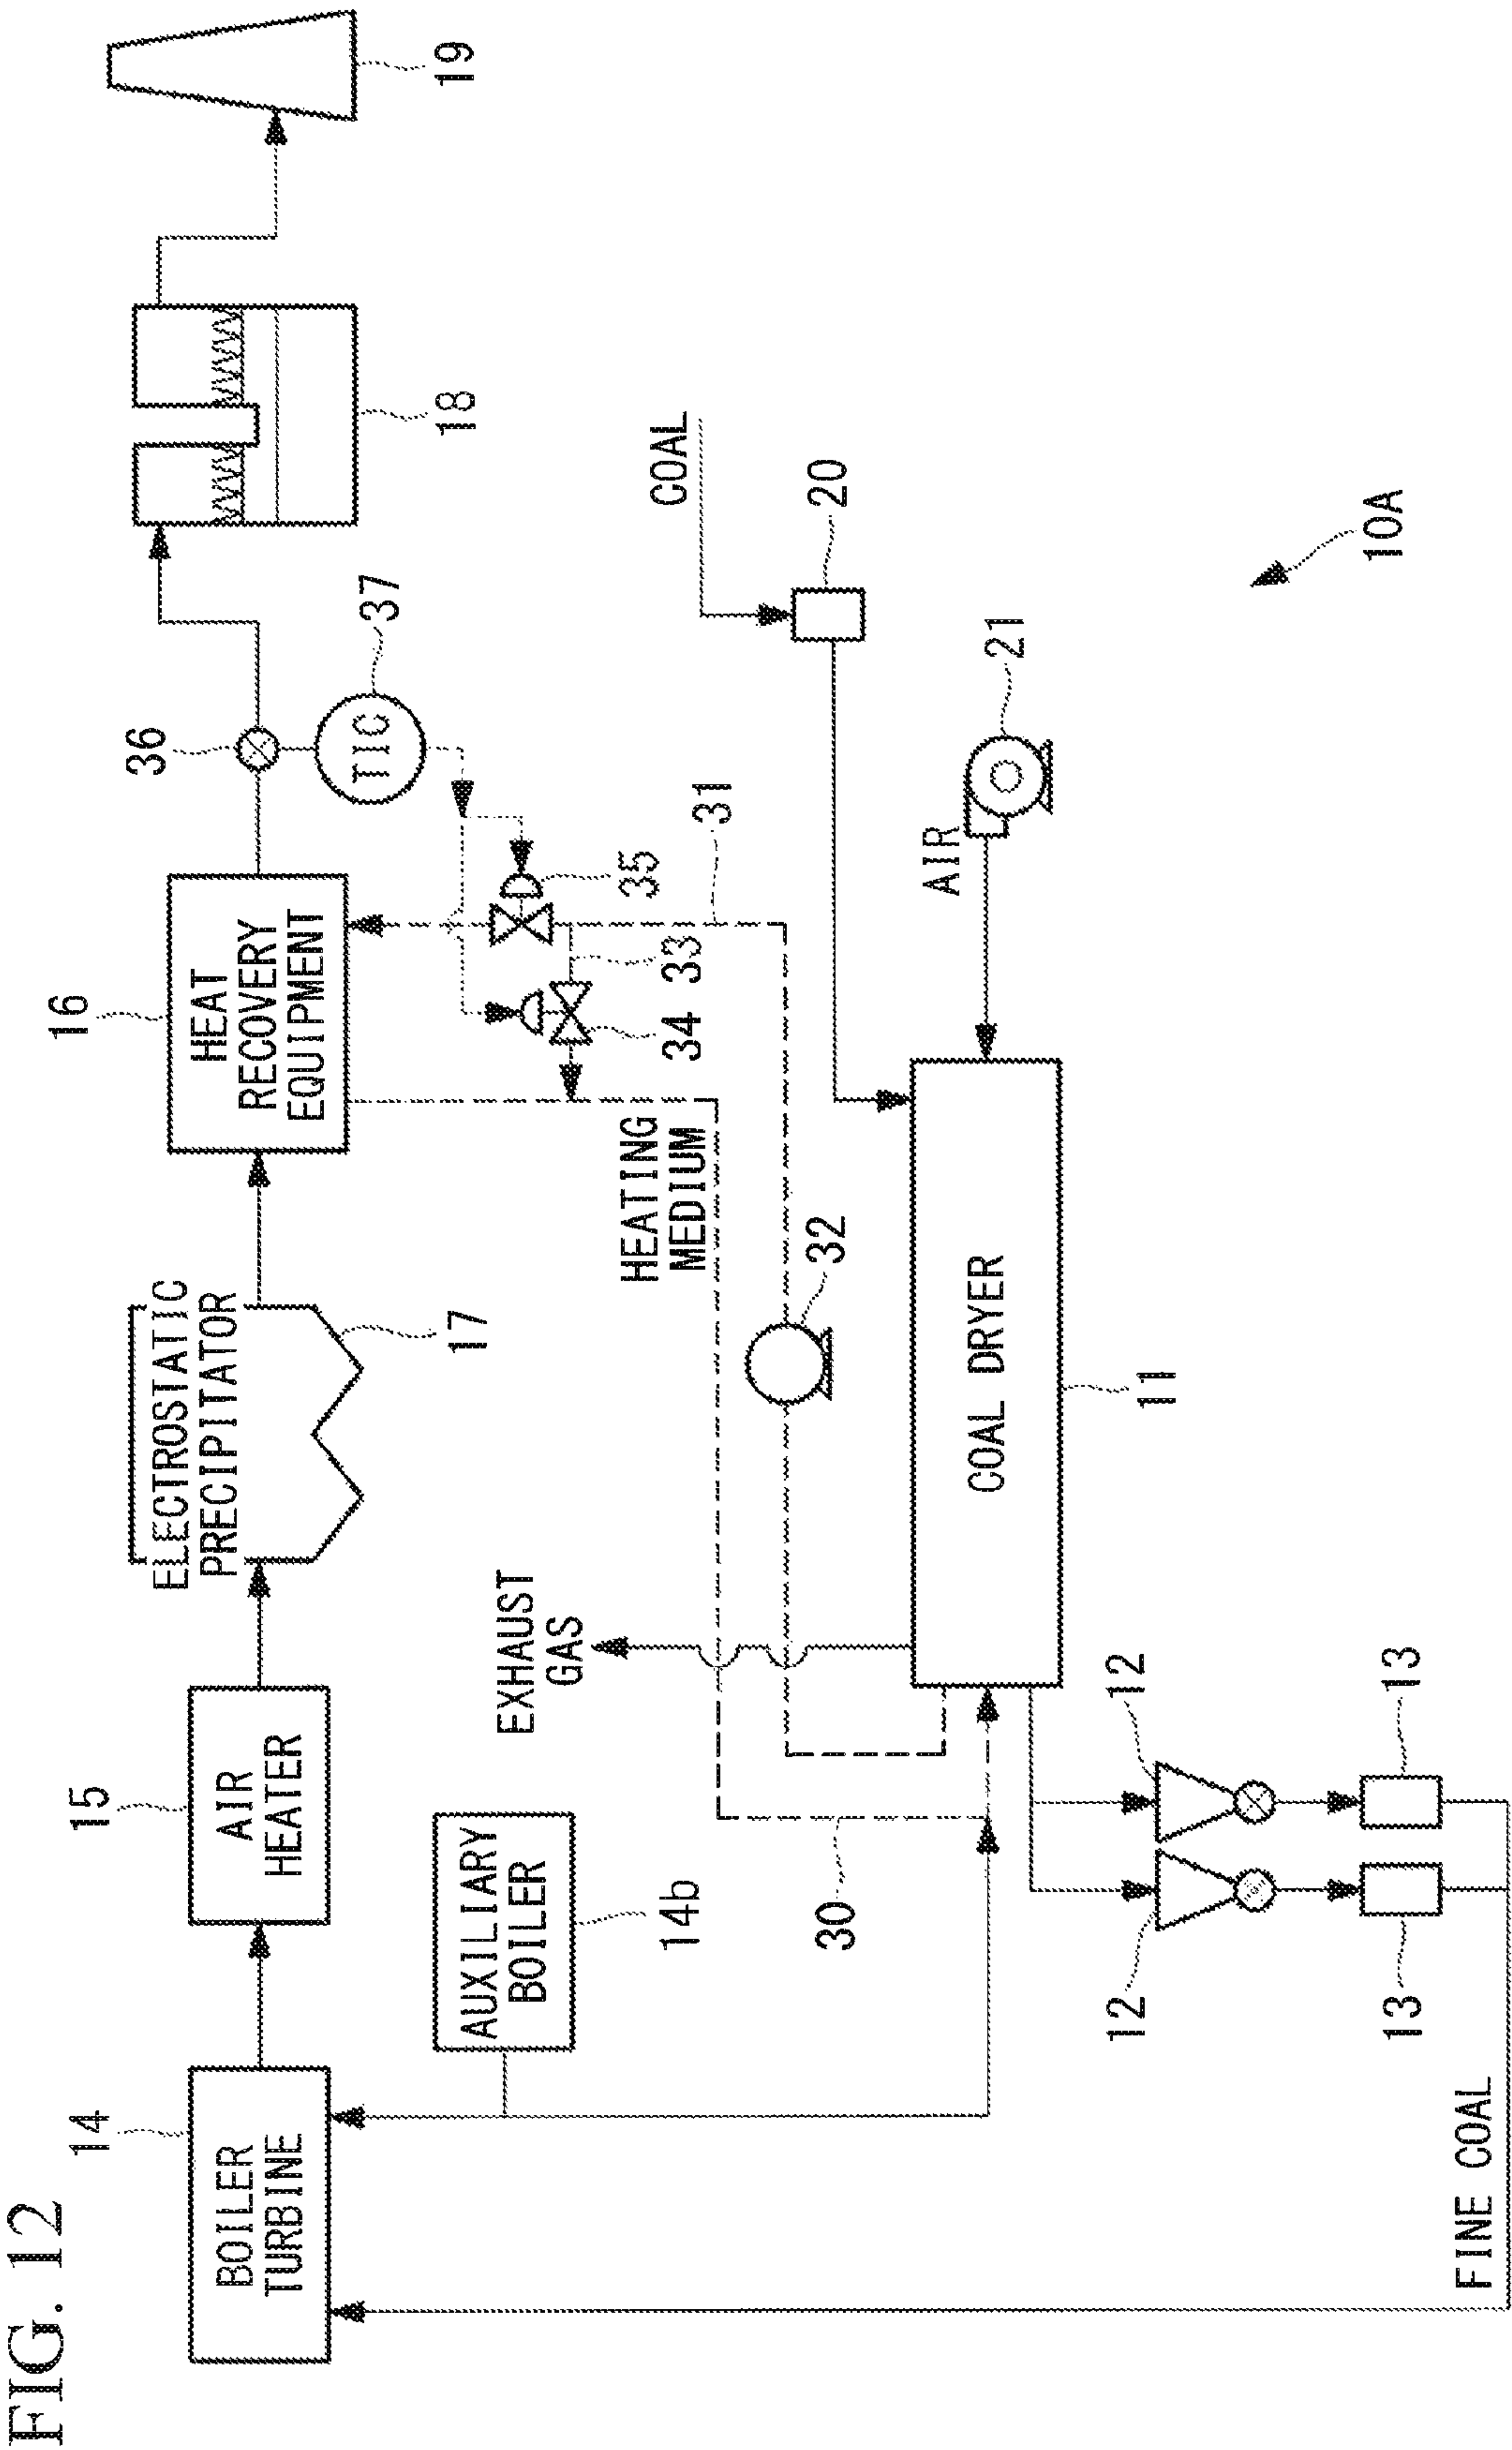 FIG. 12
14
BOILER
TURBINE
15
AIR
HEATER
ELECTROSTATIC
PRECIPITATOR
17
16
HEAT
RECOVERY
EQUIPMENT
36
TIC
37
18
19
AUXILIARY
BOILER
14b
EXHAUST
GAS
HEATING
MEDIUM
34
33
35
31
COAL
20
30
32
AIR
21
COAL DRYER
11
12
12
13
13
FINE COAL
10A